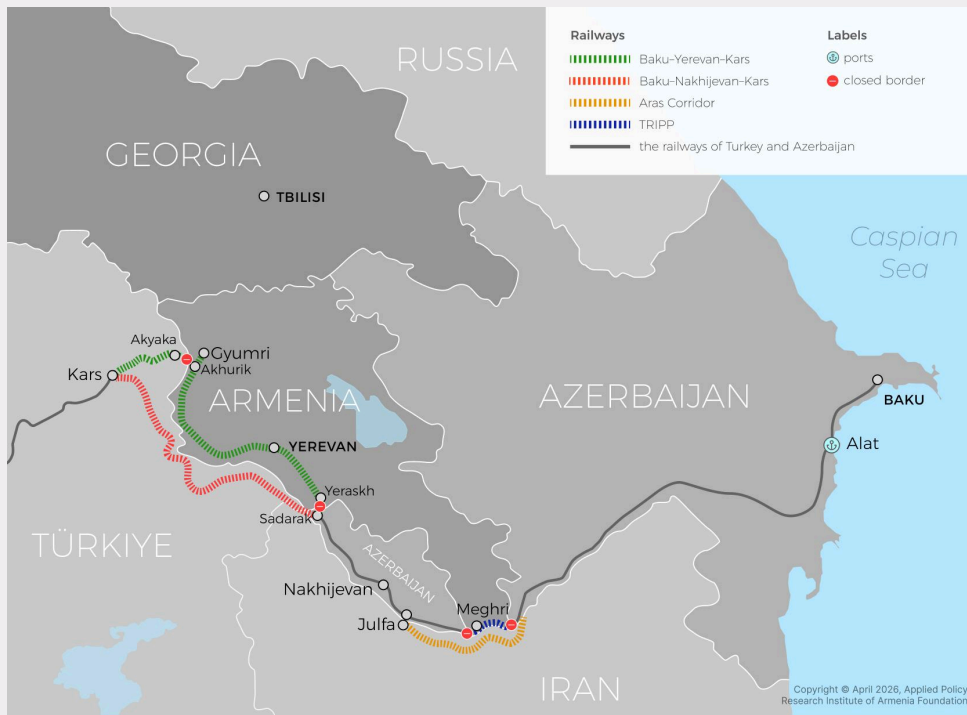 Railways
Baku–Yerevan–Kars
Baku–Nakhijevan–Kars
Aras Corridor
TRIPP
the railways of Turkey and Azerbaijan
Labels
ports
closed border
RUSSIA
GEORGIA
TBILISI
Caspian
Sea
Akyaka
Gyumri
Akhurik
Kars
ARMENIA
AZERBAIJAN
BAKU
Alat
YEREVAN
Yeraskh
Sadarak
TÜRKIYE
AZERBAIJAN
Nakhijevan
Meghri
Julfa
IRAN
Copyright © April 2026, Applied Policy
Research Institute of Armenia Foundation